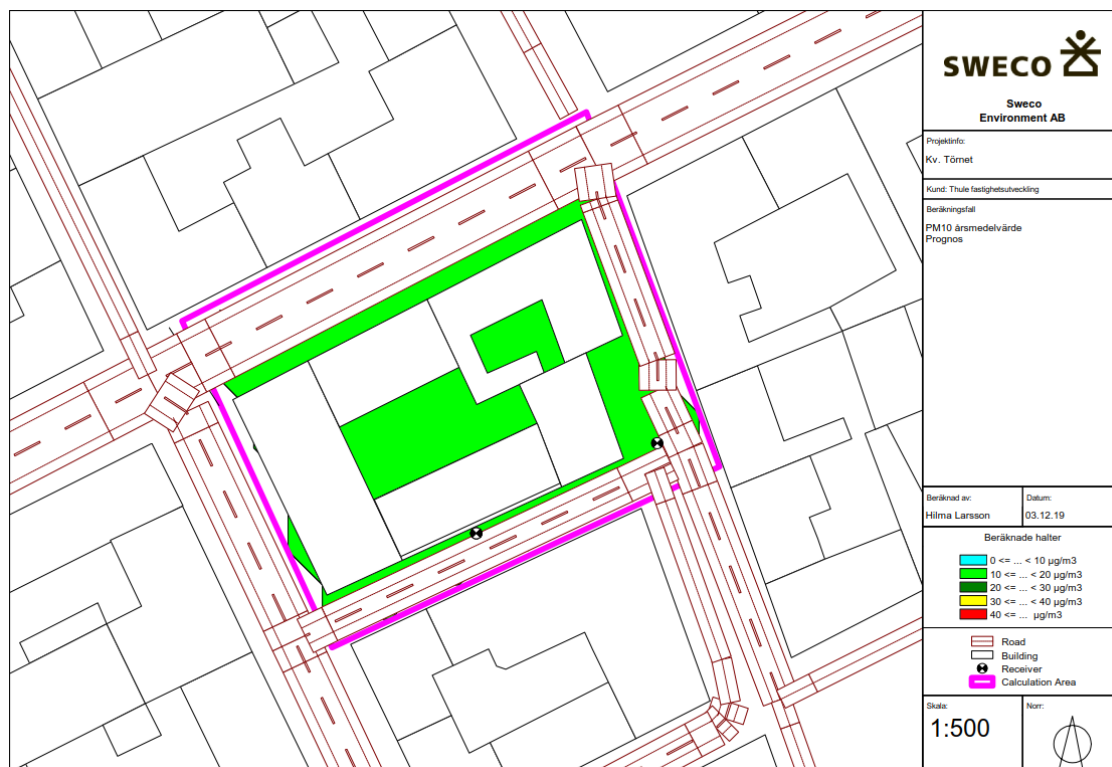 SWECO
Sweco
Environment AB
Projektinfo:
Kv. Törnet
Kund: Thule fastighetsutveckling
Beräkningsfall
PM10 årsmedelvärde
Prognos
Beräknad av:
Hilma Larsson
Datum:
03.12.19
Beräknade halter
0 <= ... < 10 µg/m3
10 <= ... < 20 µg/m3
20 <= ... < 30 µg/m3
30 <= ... < 40 µg/m3
40 <= ... µg/m3
Road
Building
Receiver
Calculation Area
Skala:
1:500
Norr: